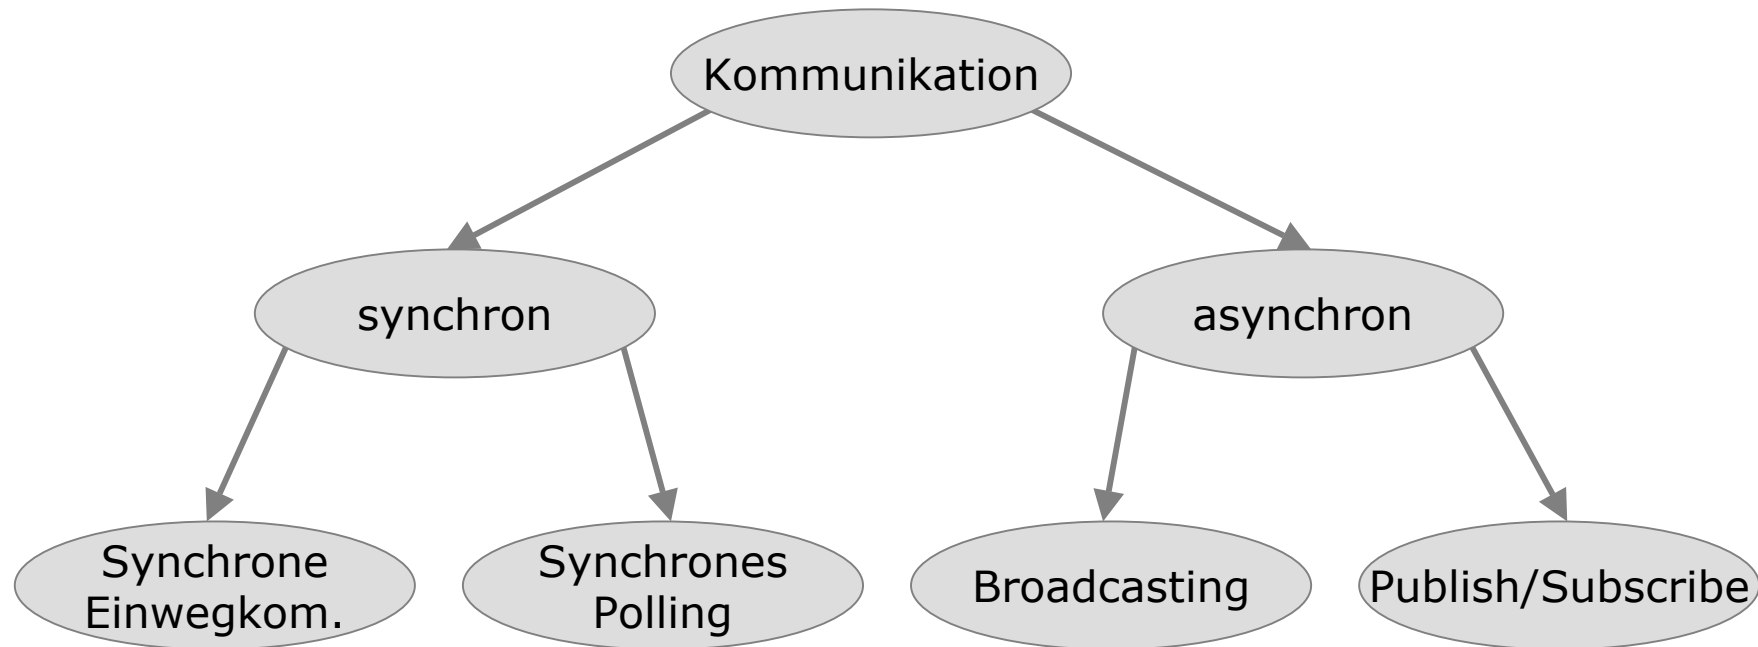 Kommunikation
synchron
asynchron
Synchrone
Einwegkom.
Synchrones
Polling
Broadcasting
Publish/Subscribe